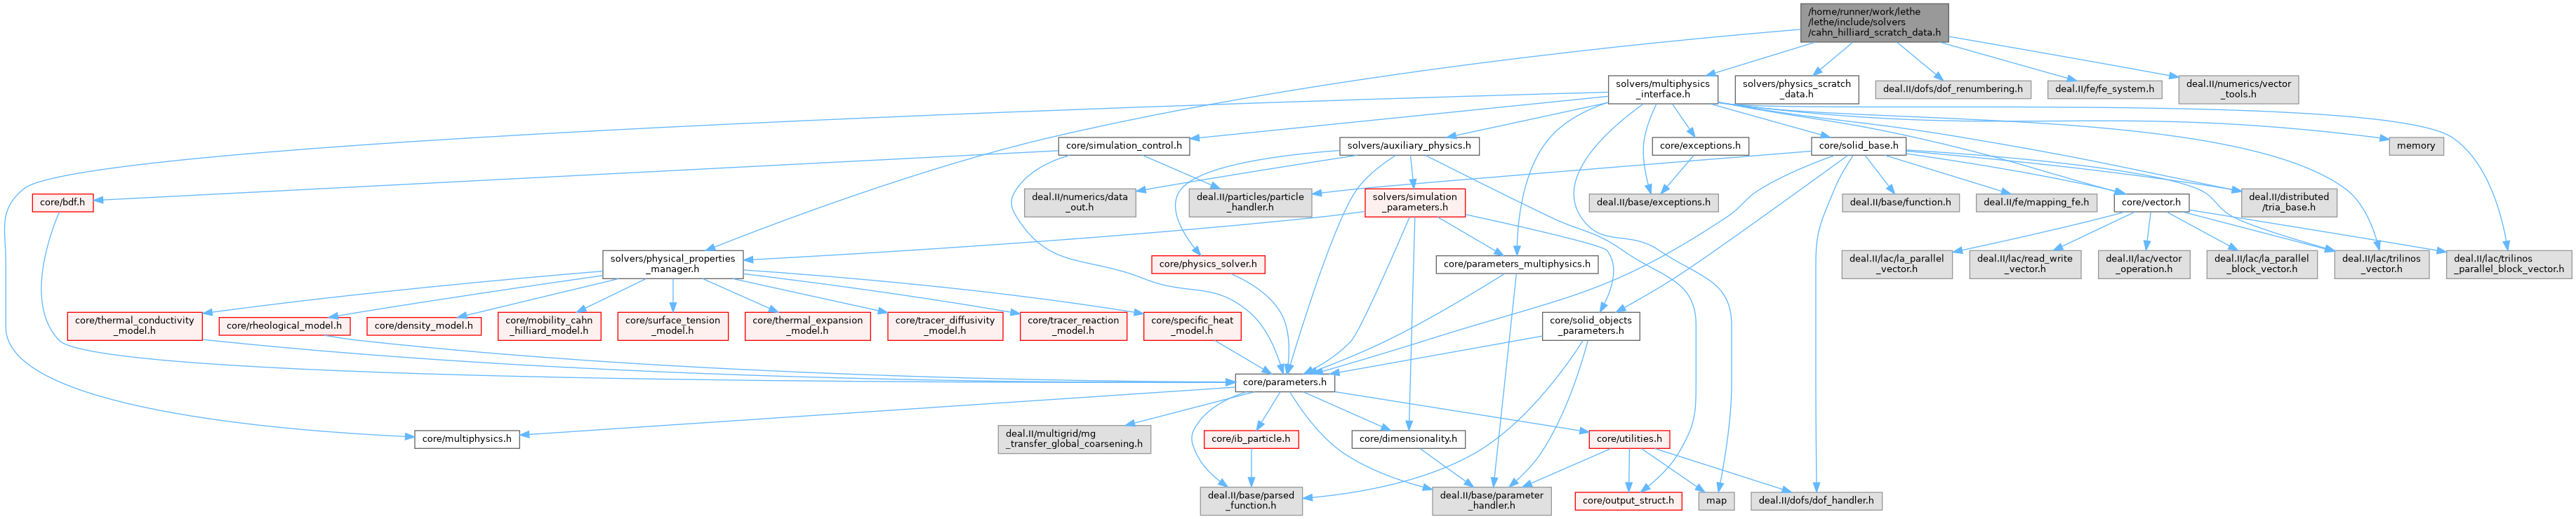 /home/runner/work/lethe
/lethe/include/solvers
/cahn_hilliard_scratch_data.h
solvers/multiphysics
_interface.h
solvers/physics_scratch
_data.h
deal.II/dofs/dof_renumbering.h
deal.II/fe/fe_system.h
deal.II/numerics/vector
_tools.h
core/simulation_control.h
solvers/auxiliary_physics.h
core/exceptions.h
core/solid_base.h
memory
core/bdf.h
deal.II/numerics/data
_out.h
deal.II/particles/particle
_handler.h
solvers/simulation
_parameters.h
deal.II/base/exceptions.h
deal.II/base/function.h
deal.II/fe/mapping_fe.h
core/vector.h
deal.II/distributed
/tria_base.h
solvers/physical_properties
_manager.h
core/physics_solver.h
core/parameters_multiphysics.h
deal.II/lac/la_parallel
_vector.h
deal.II/lac/read_write
_vector.h
deal.II/lac/vector
_operation.h
deal.II/lac/la_parallel
_block_vector.h
deal.II/lac/trilinos
_vector.h
deal.II/lac/trilinos
_parallel_block_vector.h
core/thermal_conductivity
_model.h
core/rheological_model.h
core/density_model.h
core/mobility_cahn
_hilliard_model.h
core/surface_tension
_model.h
core/thermal_expansion
_model.h
core/tracer_diffusivity
_model.h
core/tracer_reaction
_model.h
core/specific_heat
_model.h
core/solid_objects
_parameters.h
core/parameters.h
core/multiphysics.h
deal.II/multigrid/mg
_transfer_global_coarsening.h
core/ib_particle.h
core/dimensionality.h
core/utilities.h
deal.II/base/parsed
_function.h
deal.II/base/parameter
_handler.h
core/output_struct.h
map
deal.II/dofs/dof_handler.h